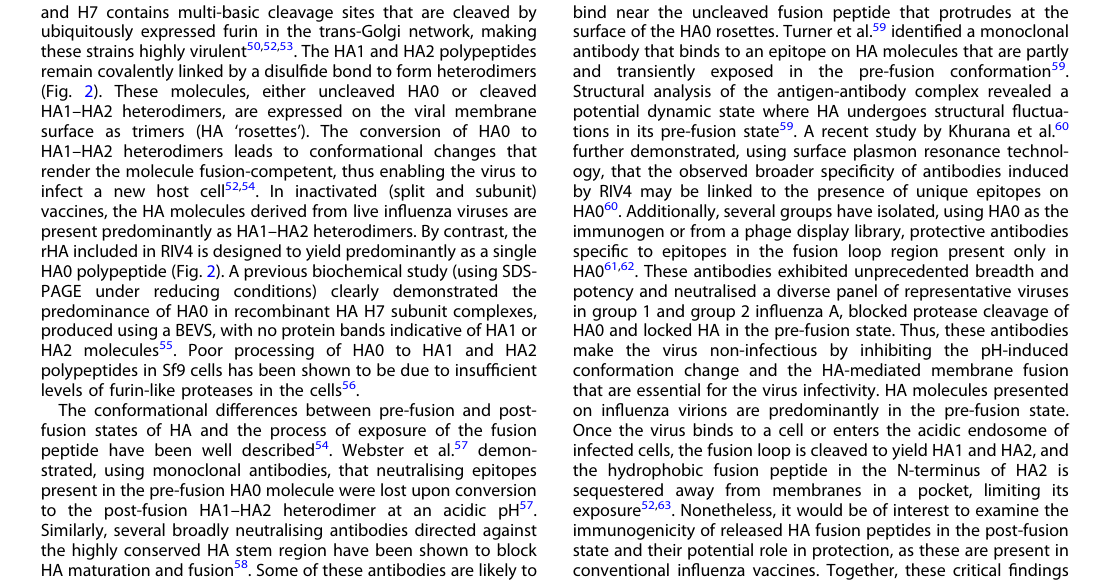 and H7 contains multi-basic cleavage sites that are cleaved by
ubiquitously expressed furin in the trans-Golgi network, making
these strains highly virulent50,52,53. The HA1 and HA2 polypeptides
remain covalently linked by a disulfide bond to form heterodimers
(Fig. 2). These molecules, either uncleaved HA0 or cleaved
HA1–HA2 heterodimers, are expressed on the viral membrane
surface as trimers (HA ‘rosettes’). The conversion of HA0 to
HA1–HA2 heterodimers leads to conformational changes that
render the molecule fusion-competent, thus enabling the virus to
infect a new host cell52,54. In inactivated (split and subunit)
vaccines, the HA molecules derived from live influenza viruses are
present predominantly as HA1–HA2 heterodimers. By contrast, the
rHA included in RIV4 is designed to yield predominantly as a single
HA0 polypeptide (Fig. 2). A previous biochemical study (using SDS-
PAGE under reducing conditions) clearly demonstrated the
predominance of HA0 in recombinant HA H7 subunit complexes,
produced using a BEVS, with no protein bands indicative of HA1 or
HA2 molecules55. Poor processing of HA0 to HA1 and HA2
polypeptides in Sf9 cells has been shown to be due to insufficient
levels of furin-like proteases in the cells56.
The conformational differences between pre-fusion and post-
fusion states of HA and the process of exposure of the fusion
peptide have been well described54. Webster et al.57 demon-
strated, using monoclonal antibodies, that neutralising epitopes
present in the pre-fusion HA0 molecule were lost upon conversion
to the post-fusion HA1–HA2 heterodimer at an acidic pH57.
Similarly, several broadly neutralising antibodies directed against
the highly conserved HA stem region have been shown to block
HA maturation and fusion58. Some of these antibodies are likely to
bind near the uncleaved fusion peptide that protrudes at the
surface of the HA0 rosettes. Turner et al.59 identified a monoclonal
antibody that binds to an epitope on HA molecules that are partly
and transiently exposed in the pre-fusion conformation59.
Structural analysis of the antigen-antibody complex revealed a
potential dynamic state where HA undergoes structural fluctua-
tions in its pre-fusion state59. A recent study by Khurana et al.60
further demonstrated, using surface plasmon resonance technol-
ogy, that the observed broader specificity of antibodies induced
by RIV4 may be linked to the presence of unique epitopes on
HA060. Additionally, several groups have isolated, using HA0 as the
immunogen or from a phage display library, protective antibodies
specific to epitopes in the fusion loop region present only in
HA061,62. These antibodies exhibited unprecedented breadth and
potency and neutralised a diverse panel of representative viruses
in group 1 and group 2 influenza A, blocked protease cleavage of
HA0 and locked HA in the pre-fusion state. Thus, these antibodies
make the virus non-infectious by inhibiting the pH-induced
conformation change and the HA-mediated membrane fusion
that are essential for the virus infectivity. HA molecules presented
on influenza virions are predominantly in the pre-fusion state.
Once the virus binds to a cell or enters the acidic endosome of
infected cells, the fusion loop is cleaved to yield HA1 and HA2, and
the hydrophobic fusion peptide in the N-terminus of HA2 is
sequestered away from membranes in a pocket, limiting its
exposure52,63. Nonetheless, it would be of interest to examine the
immunogenicity of released HA fusion peptides in the post-fusion
state and their potential role in protection, as these are present in
conventional influenza vaccines. Together, these critical findings